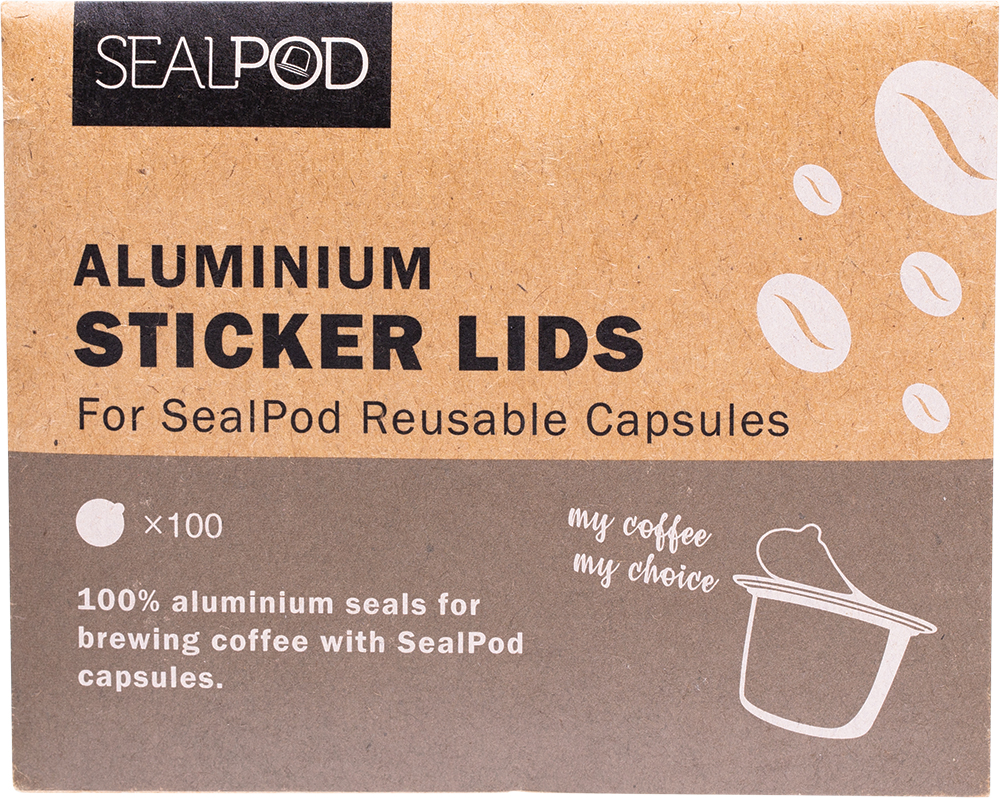 SEALPOD
ALUMINIUM
STICKER LIDS
For SealPod Reusable Capsules
×100
my coffee
my choice
100% aluminium seals for
brewing coffee with SealPod
capsules.